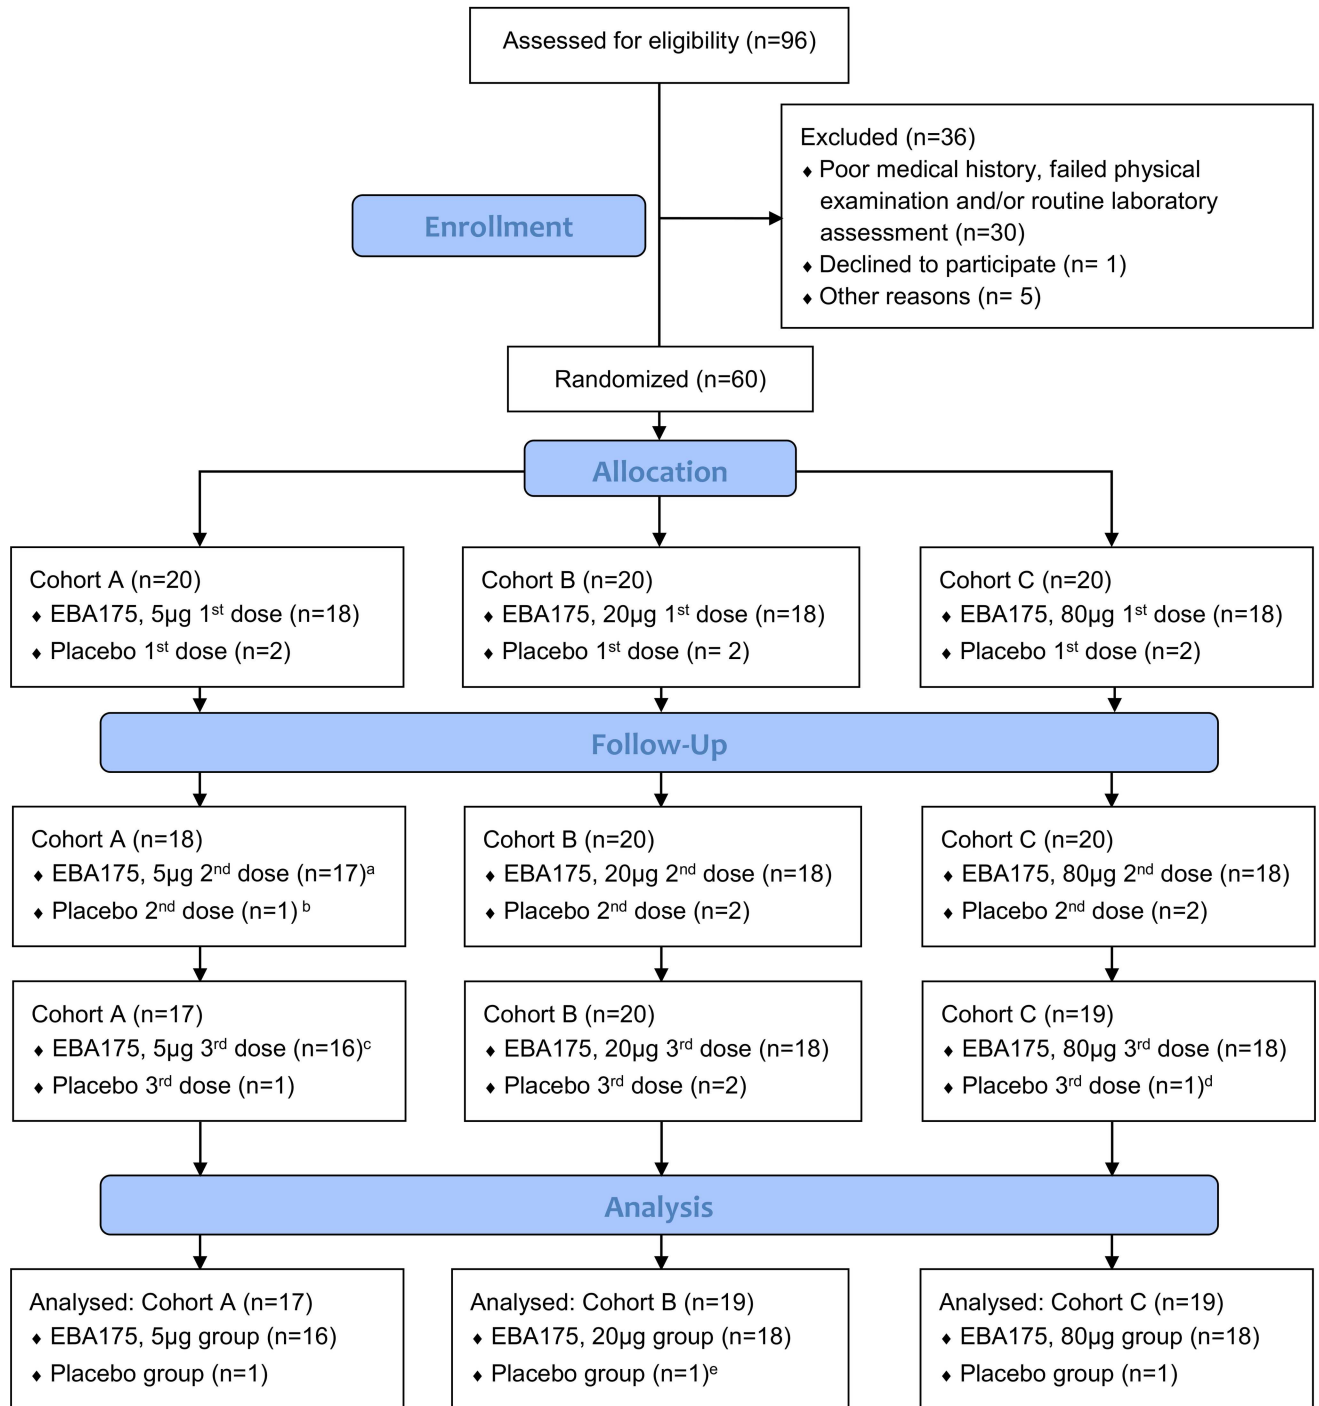 Assessed for eligibility (n=96)
Excluded (n=36)
♦ Poor medical history, failed physical
examination and/or routine laboratory
assessment (n=30)
♦ Declined to participate (n= 1)
♦ Other reasons (n= 5)
Enrollment
Randomized (n=60)
Allocation
Cohort A (n=20)
♦ EBA175, 5µg 1st dose (n=18)
♦ Placebo 1st dose (n=2)
Cohort B (n=20)
♦ EBA175, 20µg 1st dose (n=18)
♦ Placebo 1st dose (n= 2)
Cohort C (n=20)
♦ EBA175, 80µg 1st dose (n=18)
♦ Placebo 1st dose (n=2)
Follow-Up
Cohort A (n=18)
♦ EBA175, 5µg 2nd dose (n=17)a
♦ Placebo 2nd dose (n=1) b
Cohort B (n=20)
♦ EBA175, 20µg 2nd dose (n=18)
♦ Placebo 2nd dose (n=2)
Cohort C (n=20)
♦ EBA175, 80µg 2nd dose (n=18)
♦ Placebo 2nd dose (n=2)
Cohort A (n=17)
♦ EBA175, 5µg 3rd dose (n=16)c
♦ Placebo 3rd dose (n=1)
Cohort B (n=20)
♦ EBA175, 20µg 3rd dose (n=18)
♦ Placebo 3rd dose (n=2)
Cohort C (n=19)
♦ EBA175, 80µg 3rd dose (n=18)
♦ Placebo 3rd dose (n=1)d
Analysis
Analysed: Cohort A (n=17)
♦ EBA175, 5µg group (n=16)
♦ Placebo group (n=1)
Analysed: Cohort B (n=19)
♦ EBA175, 20µg group (n=18)
♦ Placebo group (n=1)e
Analysed: Cohort C (n=19)
♦ EBA175, 80µg group (n=18)
♦ Placebo group (n=1)